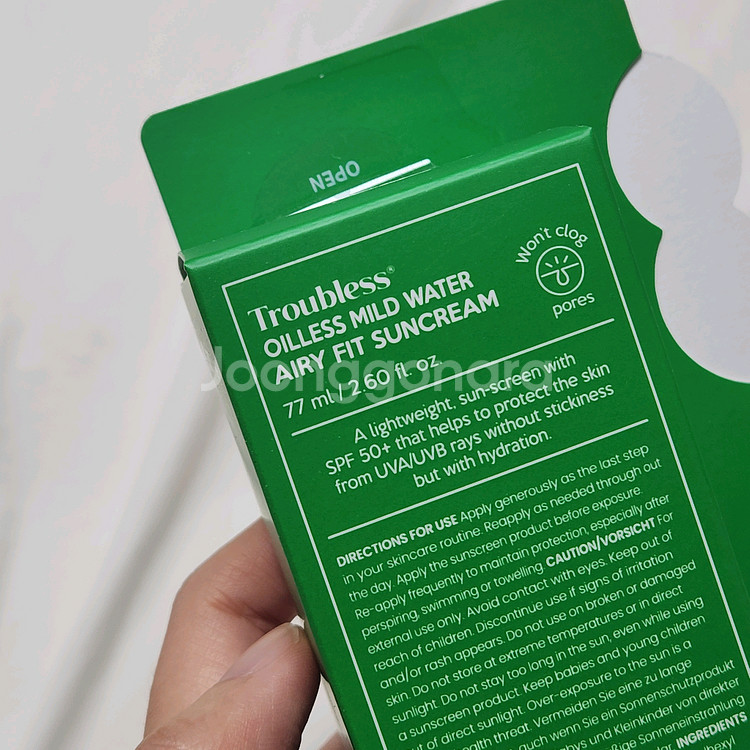 OPEN
Won't clog
pores
Troubless®
OILLESS MILD WATER
AIRY FIT SUNCREAM
77 ml / 2.60 fl. oz
Joonggonara
A lightweight, sun-screen with
SPF 50+ that helps to protect the skin
from UVA/UVB rays without stickiness
but with hydration.
DIRECTIONS FOR USE Apply generously as the last step
in your skincare routine. Reapply as needed through out
the day. Apply the sunscreen product before exposure.
Re-apply frequently to maintain protection, especially after
perspiring, swimming or towelling. CAUTION/VORSICHT For
external use only. Avoid contact with eyes. Keep out of
reach of children. Discontinue use if signs of irritation
and/or rash appears. Do not use on broken or damaged
skin. Do not store at extreme temperatures or in direct
sunlight. Do not stay too long in the sun, even while using
a sunscreen product. Keep babies and young children
out of direct sunlight. Over-exposure to the sun is a
health threat. Vermeiden Sie eine zu lange
auch wenn Sie ein Sonnenschutzprodukt
ys und Kleinkinder von direkter
e Sonneneinstrahlung
INGREDIENTS